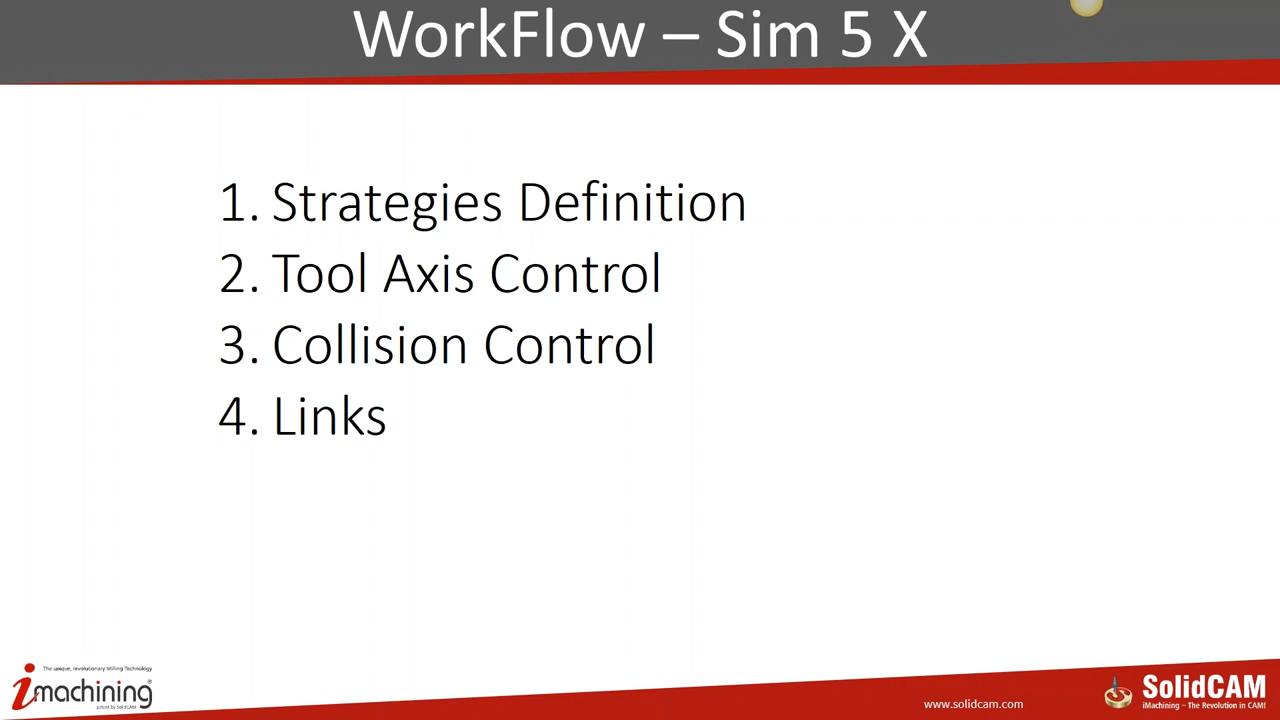 WorkFlow – Sim 5 X
1. Strategies Definition
2. Tool Axis Control
3. Collision Control
4. Links
The unique, revolutionary Milling Technology
imachining®
patent by SolidCAM
www.solidcam.com
SolidCAM
iMachining – The Revolution in CAM!